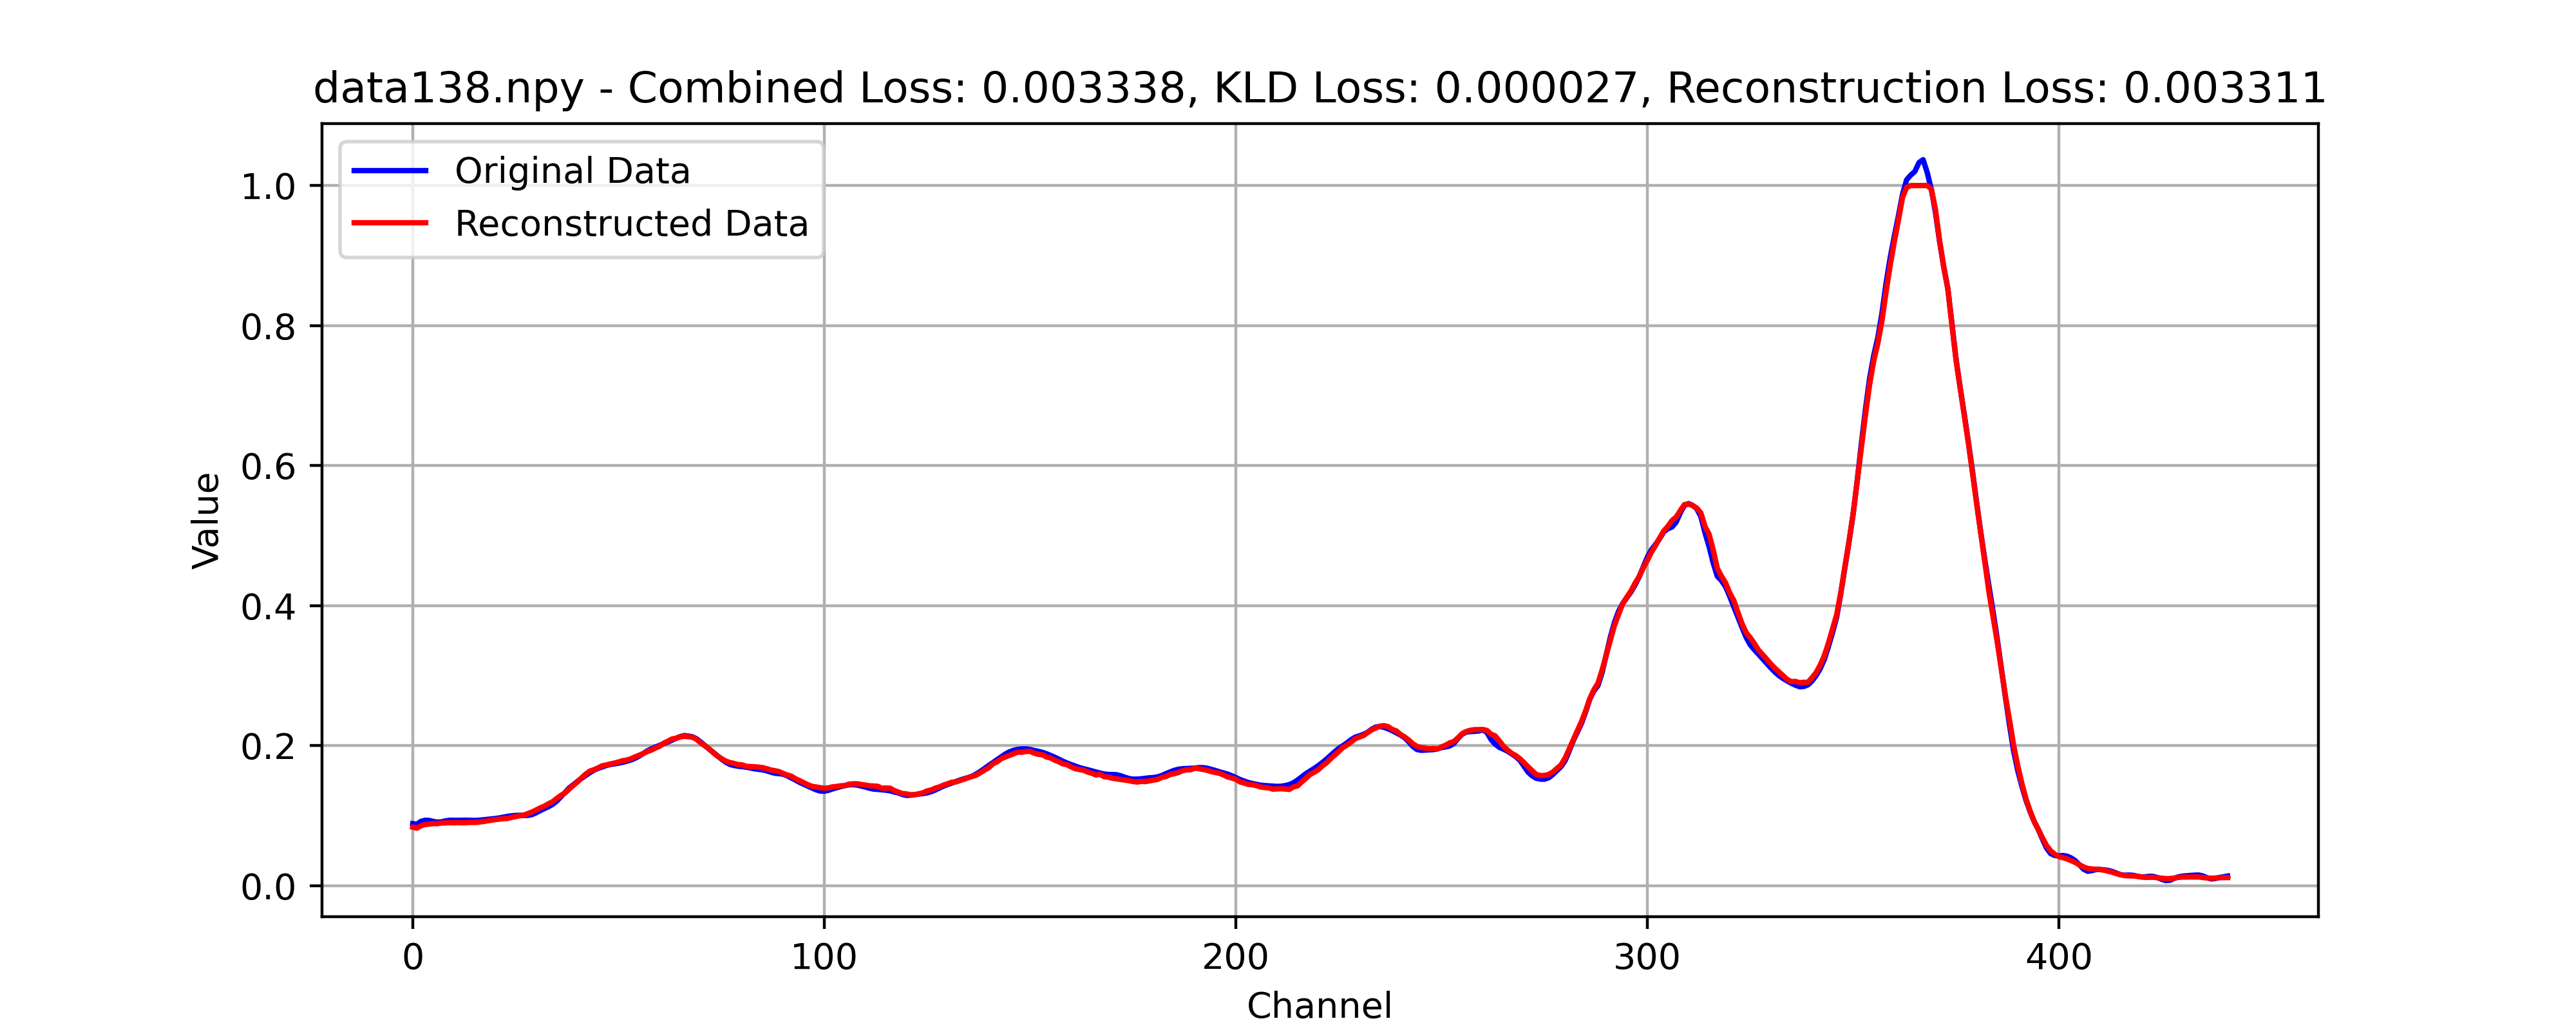 data138.npy - Combined Loss: 0.003338, KLD Loss: 0.000027, Reconstruction Loss: 0.003311
Original Data
Reconstructed Data
1.0
0.8
0.6
0.4
0.2
0.0
Value
0 100 200 300 400
Channel